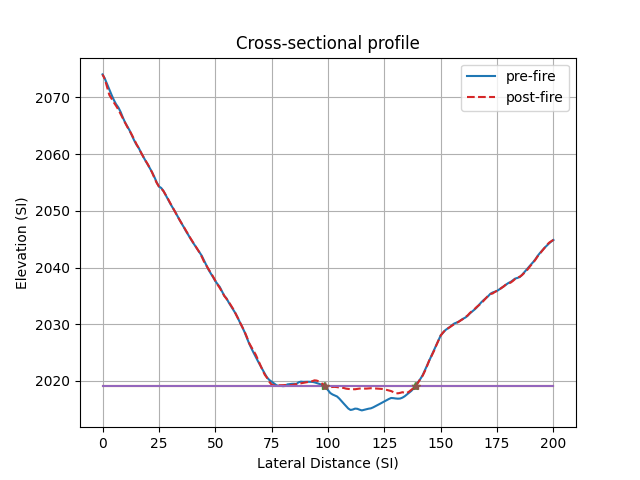 Cross-sectional profile
pre-fire
post-fire
Elevation (SI)
2070
2060
2050
2040
2030
2020
0 25 50 75 100 125 150 175 200
Lateral Distance (SI)